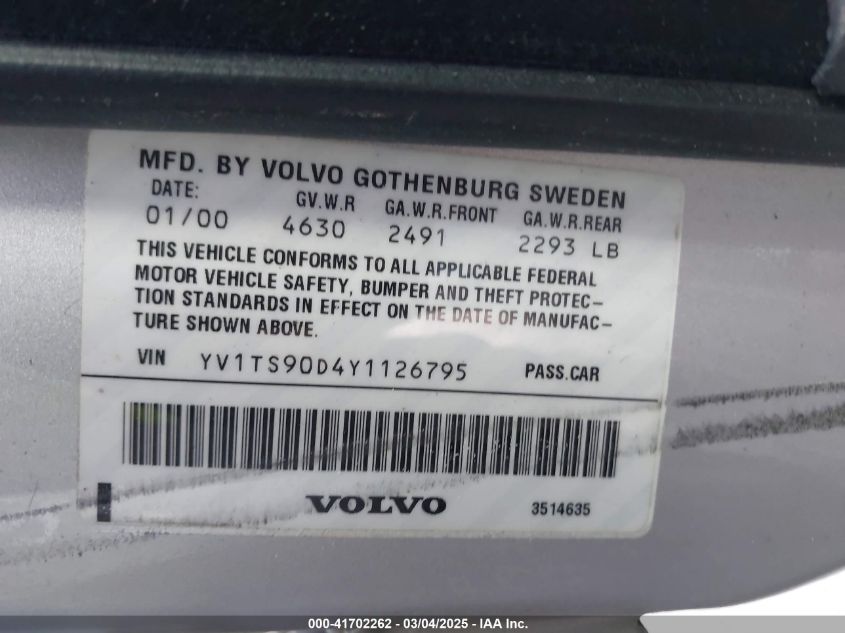 MFD. BY VOLVO GOTHENBURG SWEDEN
DATE: GV.W.R GA.W.R.FRONT GA.W.R.REAR
01/00 4630 2491 2293 LB
THIS VEHICLE CONFORMS TO ALL APPLICABLE FEDERAL
MOTOR VEHICLE SAFETY, BUMPER AND THEFT PROTEC-
TION STANDARDS IN EFFECT ON THE DATE OF MANUFAC-
TURE SHOWN ABOVE.
VIN YV1TS90D4Y1126795 PASS.CAR
VOLVO 3514635
000-41702262 - 03/04/2025 - IAA Inc.